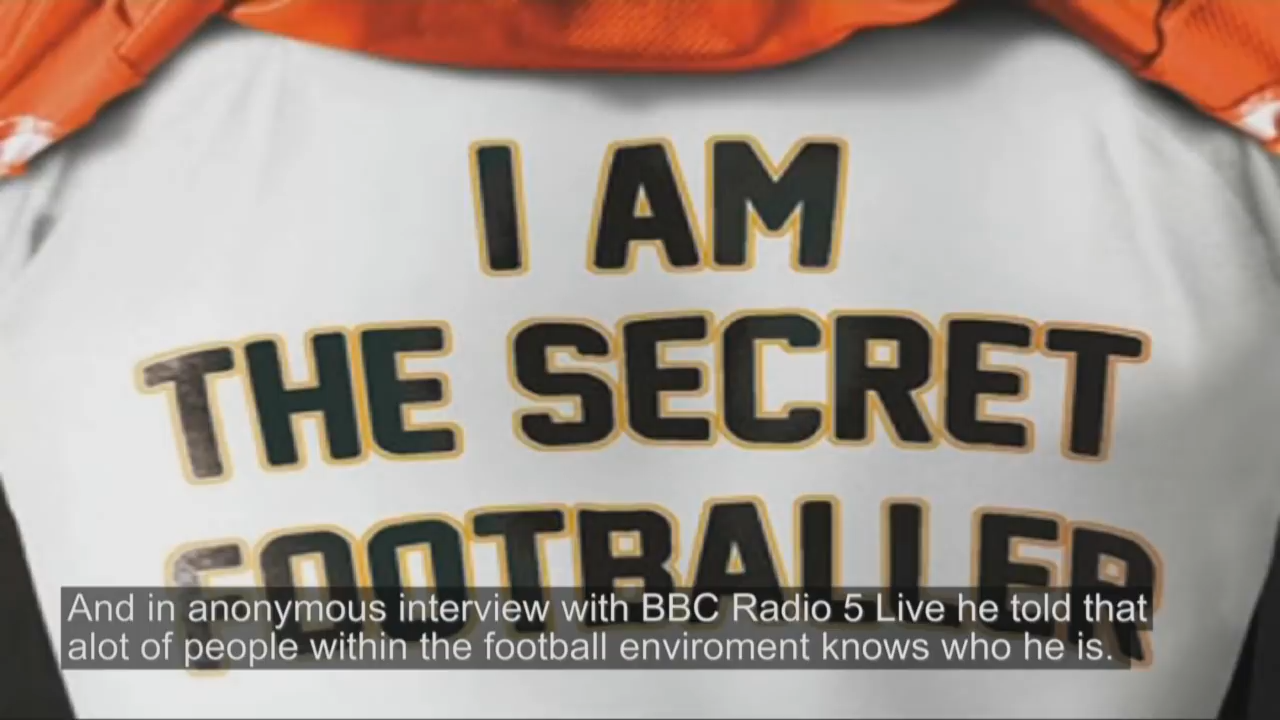 I AM
THE SECRET
FOOTBALLER
And in anonymous interview with BBC Radio 5 Live he told that
alot of people within the football enviroment knows who he is.